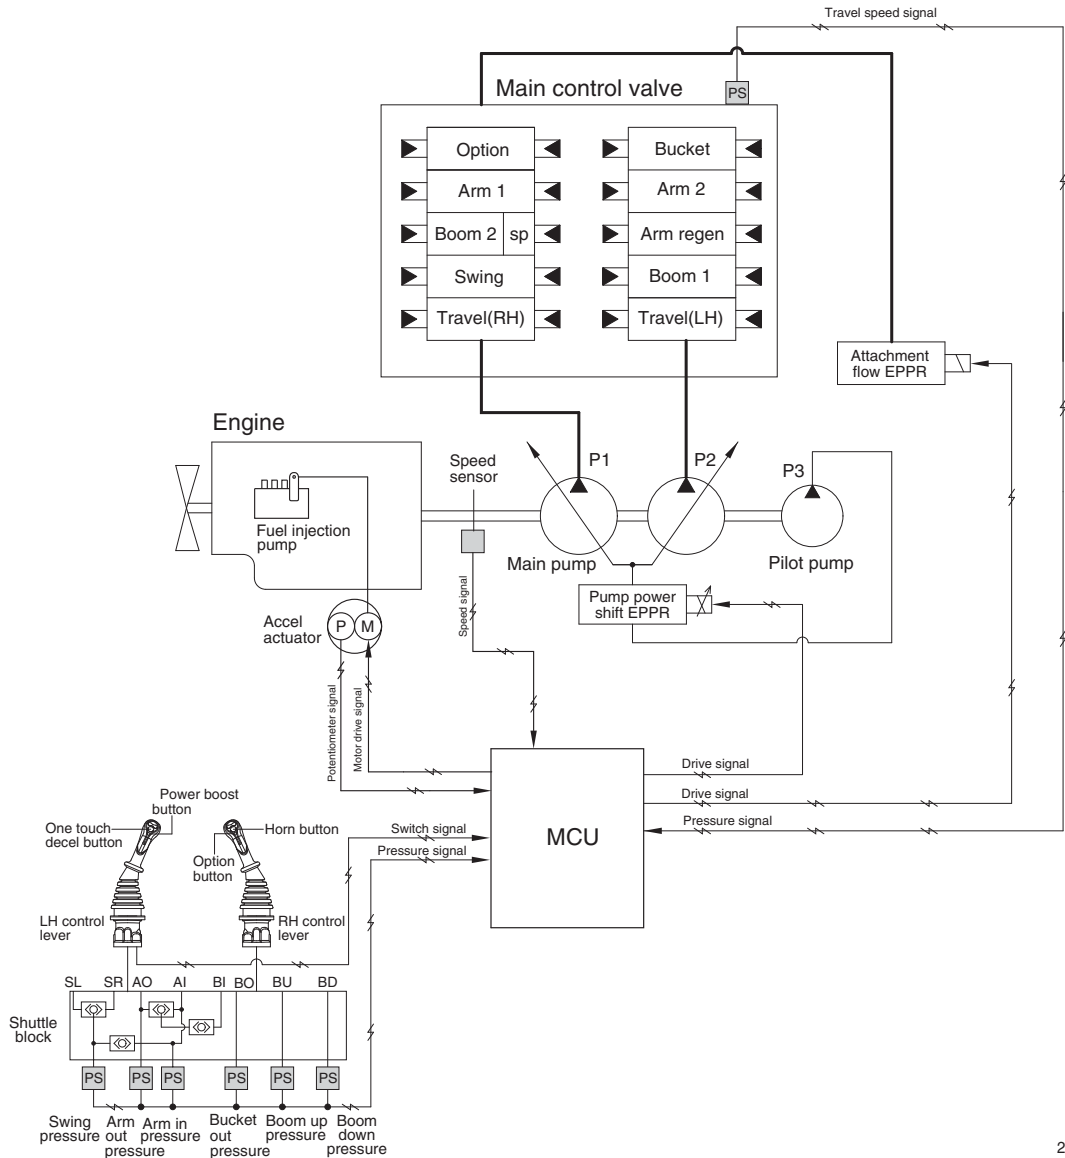 Travel speed signal
Main control valve
PS
Option
Bucket
Arm 1
Arm 2
Boom 2
sp
Arm regen
Swing
Boom 1
Travel(RH)
Travel(LH)
Attachment
flow EPPR
Engine
Speed
sensor
P1
P2
P3
Fuel injection
pump
Main pump
Pilot pump
Speed signal
Pump power
shift EPPR
Accel
actuator
P
M
Potentiometer signal
Motor drive signal
Drive signal
Drive signal
Pressure signal
MCU
Power boost
button
One touch
decel button
Horn button
Option
button
Switch signal
Pressure signal
LH control
lever
RH control
lever
SL
SR
AO
AI
BI
BO
BU
BD
Shuttle
block
PS
PS
PS
PS
PS
PS
Swing
pressure
Arm
out
pressure
Arm in
pressure
Bucket
out
pressure
Boom up
pressure
Boom
down
pressure
2